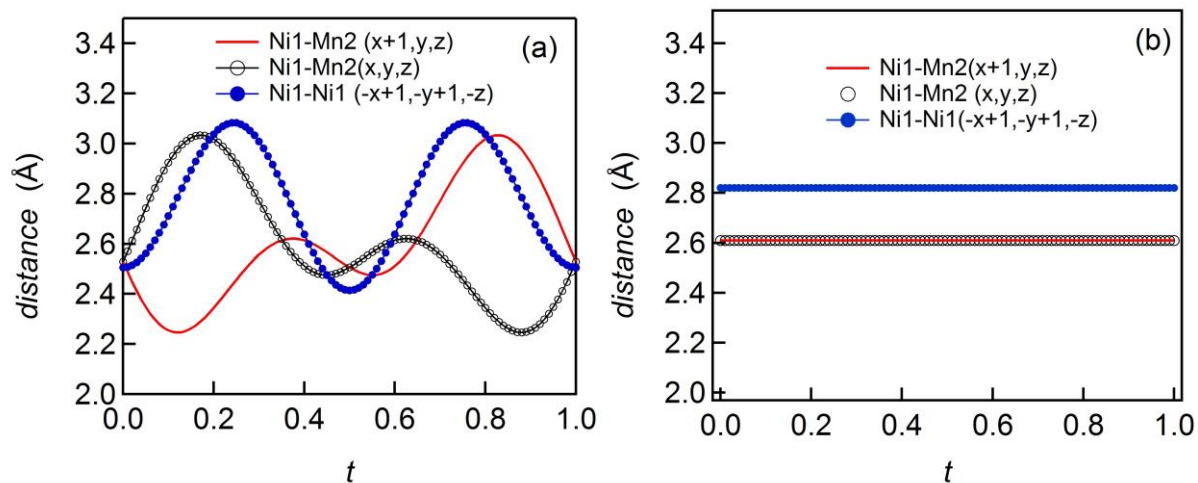 (a)
Ni1-Mn2 (x+1,y,z)
Ni1-Mn2(x,y,z)
Ni1-Ni1 (-x+1,-y+1,-z)
distance (Å)
3.4
3.2
3.0
2.8
2.6
2.4
2.2
2.0
0.0 0.2 0.4 0.6 0.8 1.0
t
(b)
Ni1-Mn2(x+1,y,z)
Ni1-Mn2 (x,y,z)
Ni1-Ni1(-x+1,-y+1,-z)
distance (Å)
3.4
3.2
3.0
2.8
2.6
2.4
2.2
2.0
0.0 0.2 0.4 0.6 0.8 1.0
t